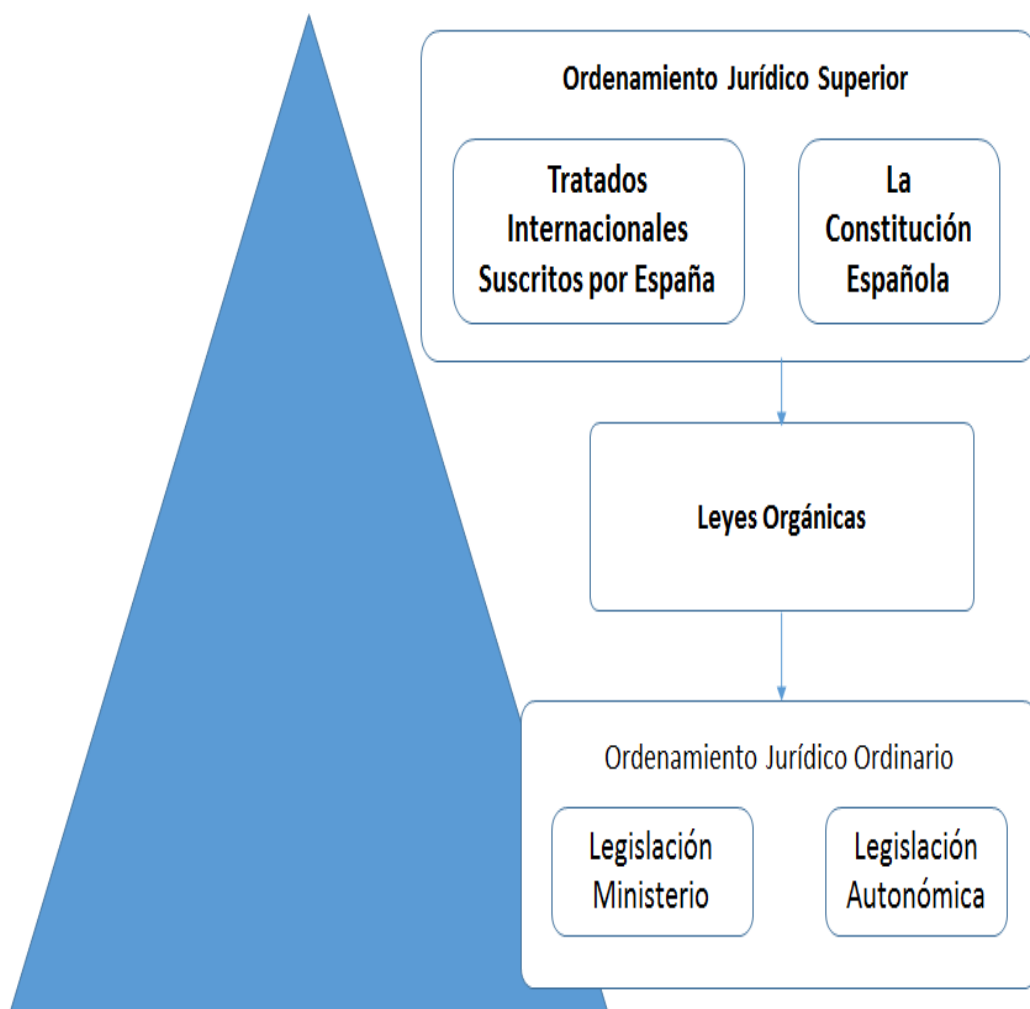 Ordenamiento Jurídico Superior
Tratados
Internacionales
Suscritos por España
La
Constitución
Española
Leyes Orgánicas
Ordenamiento Jurídico Ordinario
Legislación
Ministerio
Legislación
Autonómica